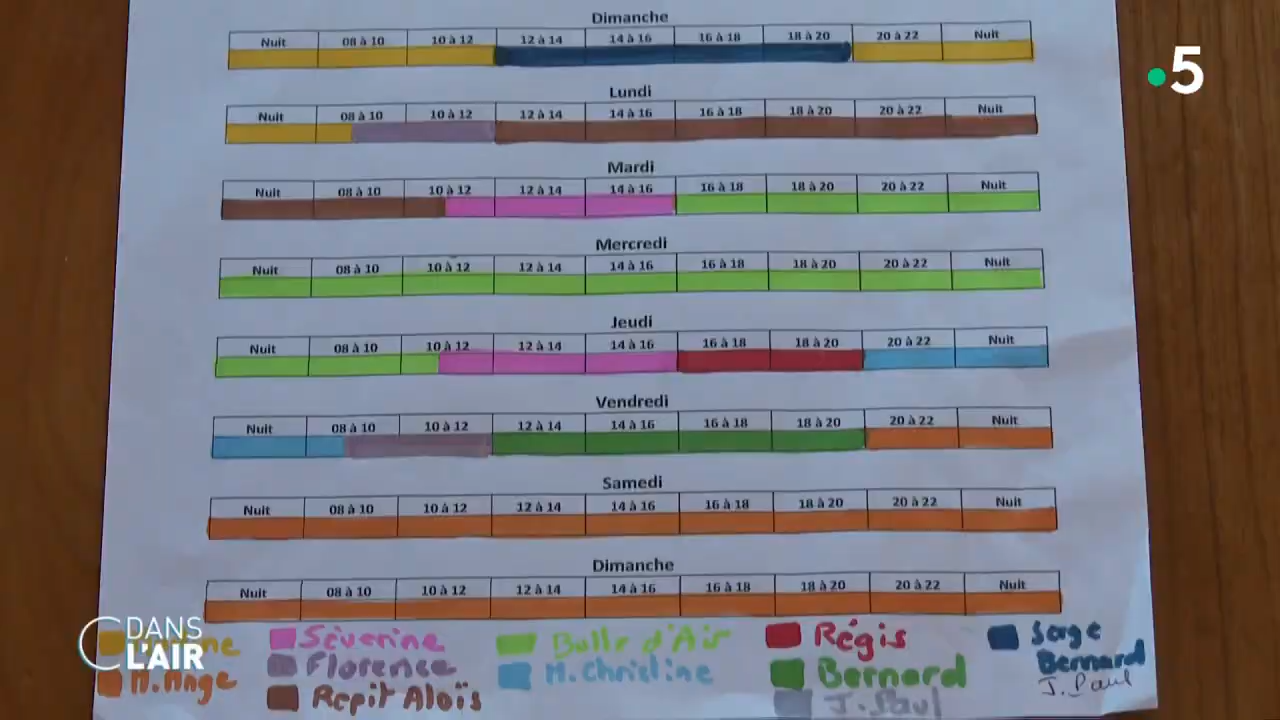 Dimanche
Nuit 08 à 10 10 à 12 12 à 14 14 à 16 16 à 18 18 à 20 20 à 22 Nuit
5
Lundi
Nuit 08 à 10 10 à 12 12 à 14 14 à 16 16 à 18 18 à 20 20 à 22 Nuit
Mardi
Nuit 08 à 10 10 à 12 12 à 14 14 à 16 16 à 18 18 à 20 20 à 22 Nuit
Mercredi
Nuit 08 à 10 10 à 12 12 à 14 14 à 16 16 à 18 18 à 20 20 à 22 Nuit
Jeudi
Nuit 08 à 10 10 à 12 12 à 14 14 à 16 16 à 18 18 à 20 20 à 22 Nuit
Vendredi
Nuit 08 à 10 10 à 12 12 à 14 14 à 16 16 à 18 18 à 20 20 à 22 Nuit
Samedi
Nuit 08 à 10 10 à 12 12 à 14 14 à 16 16 à 18 18 à 20 20 à 22 Nuit
Dimanche
Nuit 08 à 10 10 à 12 12 à 14 14 à 16 16 à 18 18 à 20 20 à 22 Nuit
C DANS L'AIR
Séverine Bulle d'Air Régis Sage
M.Ange Florence M.Christine Bernard Bernard
Repit Aloïs J.Paul J.Paul